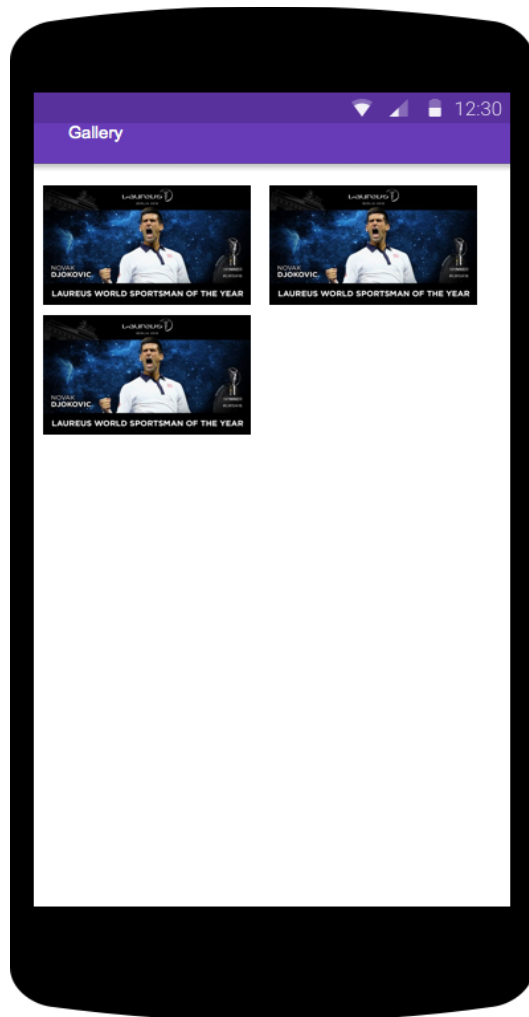 12:30
Gallery
LAUREUS
NOVAK
DJOKOVIC.
LAUREUS WORLD SPORTSMAN OF THE YEAR
LAUREUS
NOVAK
DJOKOVIC.
LAUREUS WORLD SPORTSMAN OF THE YEAR
LAUREUS
NOVAK
DJOKOVIC.
LAUREUS WORLD SPORTSMAN OF THE YEAR